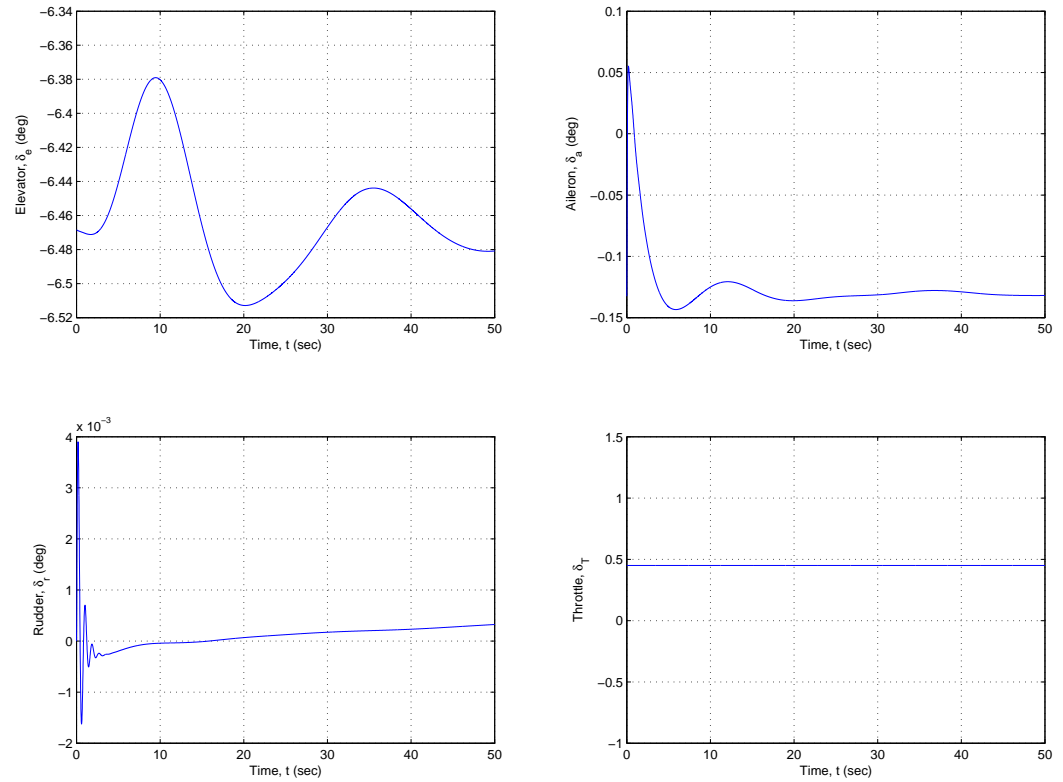 −6.34
−6.36
−6.38
−6.4
−6.42
−6.44
−6.46
−6.48
−6.5
−6.52
Elevator, δe (deg)
0 10 20 30 40 50
Time, t (sec)
0.1
0.05
0
−0.05
−0.1
−0.15
Aileron, δa (deg)
0 10 20 30 40 50
Time, t (sec)
x 10−3
4
3
2
1
0
−1
−2
Rudder, δr (deg)
0 10 20 30 40 50
Time, t (sec)
1.5
1
0.5
0
−0.5
−1
Throttle, δT
0 10 20 30 40 50
Time, t (sec)